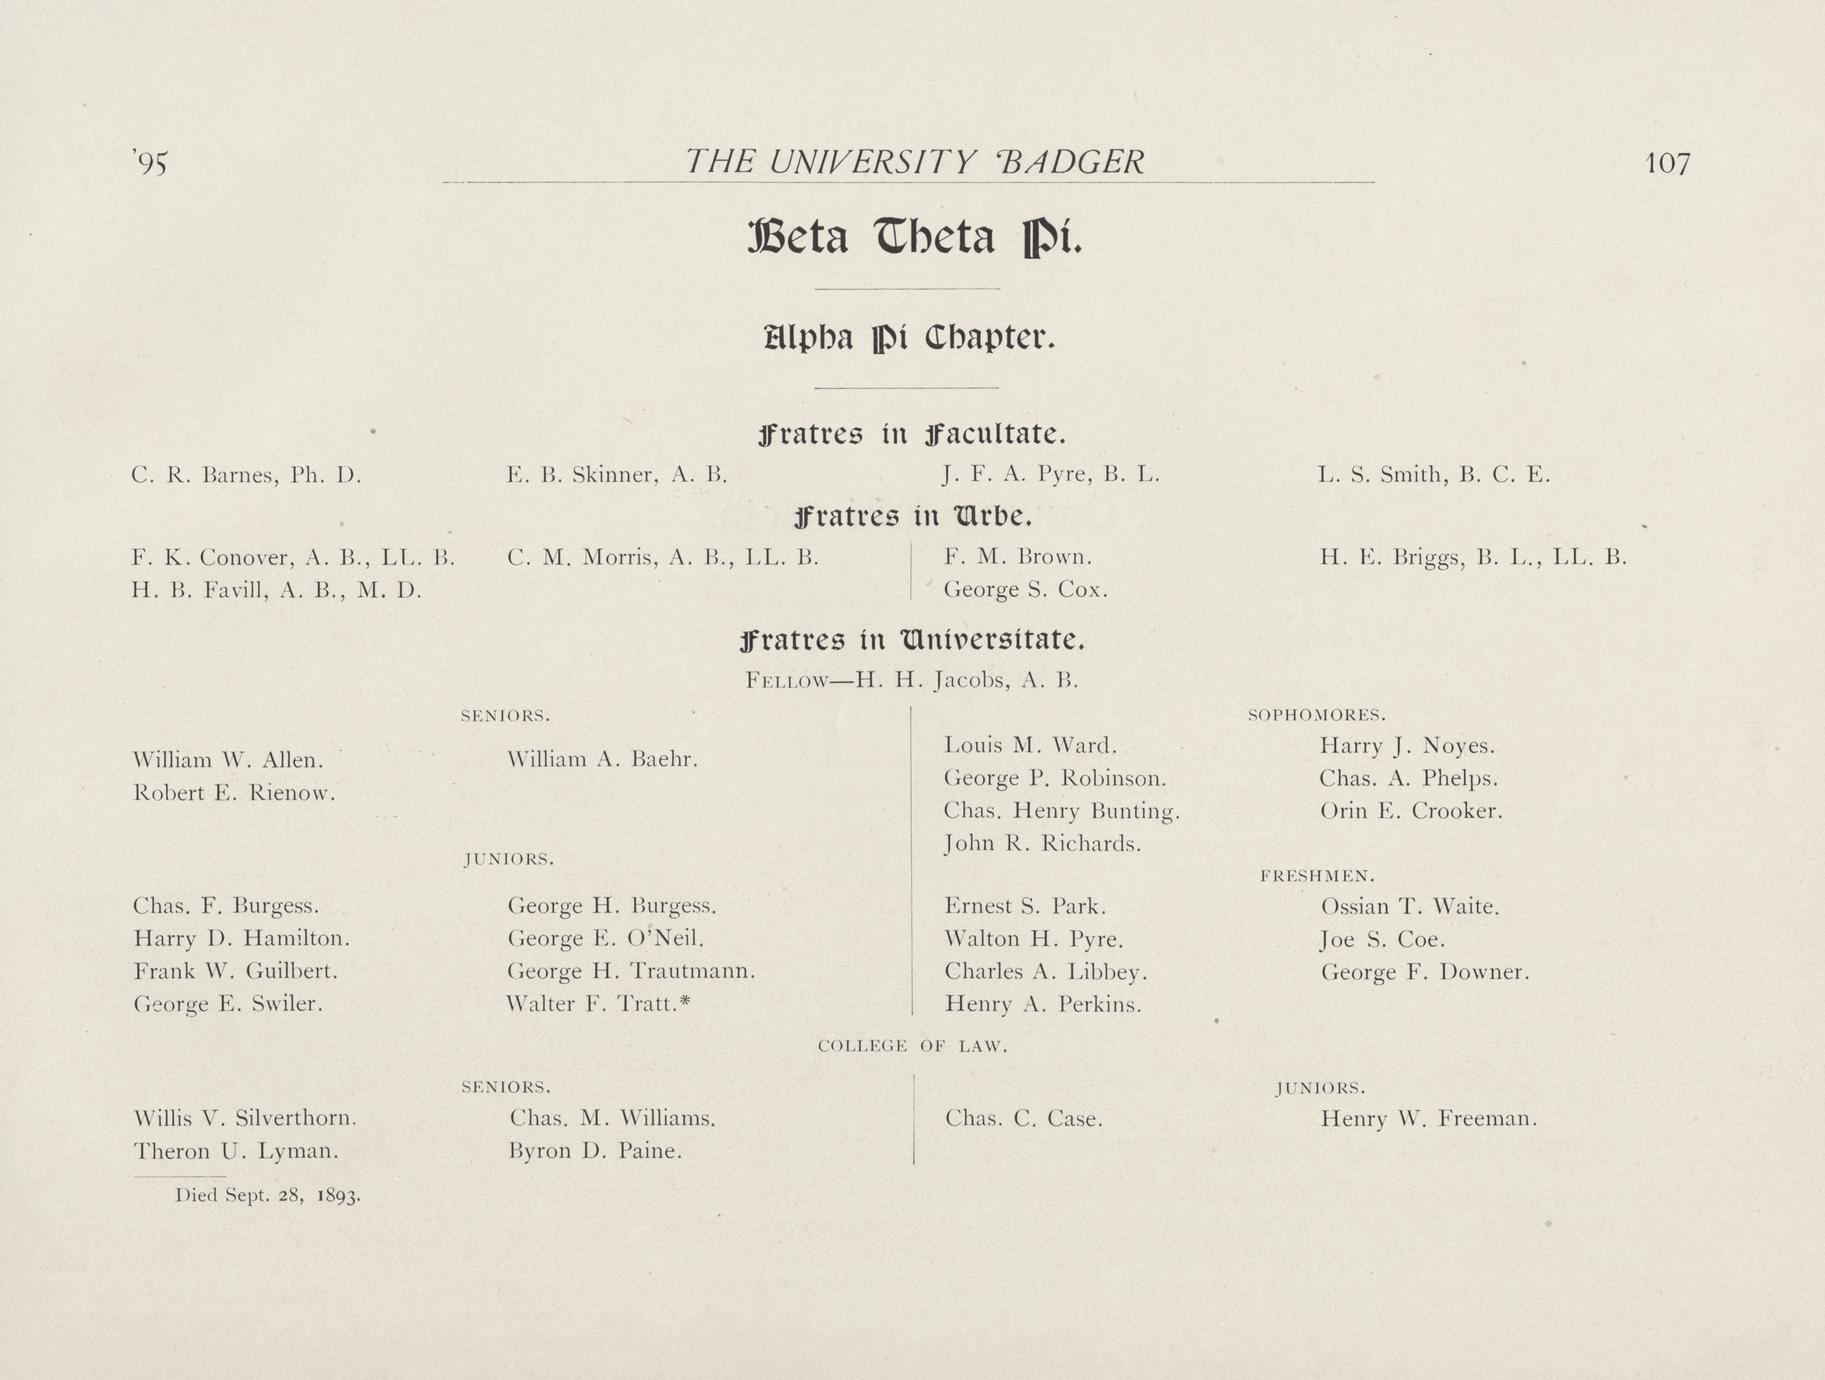 '95 THE UNIVERSITY BADGER 107
Beta Theta Pi.
Alpha Pi Chapter.
Fratres in Facultate.
C. R. Barnes, Ph. D. E. B. Skinner, A. B. J. F. A. Pyre, B. L. L. S. Smith, B. C. E.
Fratres in Urbe.
F. K. Conover, A. B., LL. B. C. M. Morris, A. B., LL. B. F. M. Brown. H. E. Briggs, B. L., LL. B.
H. B. Favill, A. B., M. D. George S. Cox.
Fratres in Universitate.
FELLOW—H. H. Jacobs, A. B.
SENIORS.
William W. Allen. William A. Baehr.
Robert E. Rienow.
JUNIORS.
Chas. F. Burgess. George H. Burgess.
Harry D. Hamilton. George E. O'Neil.
Frank W. Guilbert. George H. Trautmann.
George E. Swiler. Walter F. Tratt.*
SOPHOMORES.
Louis M. Ward. Harry J. Noyes.
George P. Robinson. Chas. A. Phelps.
Chas. Henry Bunting. Orin E. Crooker.
John R. Richards.
FRESHMEN.
Ernest S. Park. Ossian T. Waite.
Walton H. Pyre. Joe S. Coe.
Charles A. Libbey. George F. Downer.
Henry A. Perkins.
COLLEGE OF LAW.
SENIORS.
Willis V. Silverthorn. Chas. M. Williams.
Theron U. Lyman. Byron D. Paine.
JUNIORS.
Chas. C. Case. Henry W. Freeman.
Died Sept. 28, 1893.